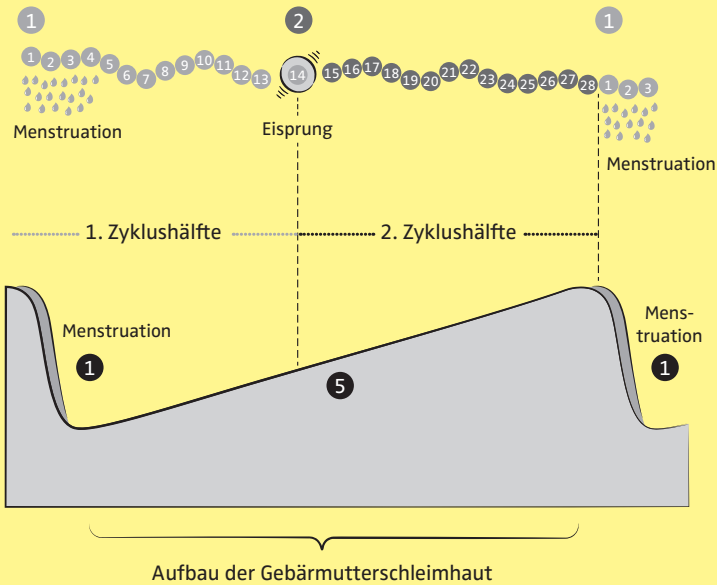 1 2 1
1 2 3 4 5 6 7 8 9 10 11 12 13 14 15 16 17 18 19 20 21 22 23 24 25 26 27 28 1 2 3
Menstruation
Eisprung
Menstruation
1. Zyklushälfte
2. Zyklushälfte
Menstruation
1
5
Mens-
truation
1
Aufbau der Gebärmutterschleimhaut